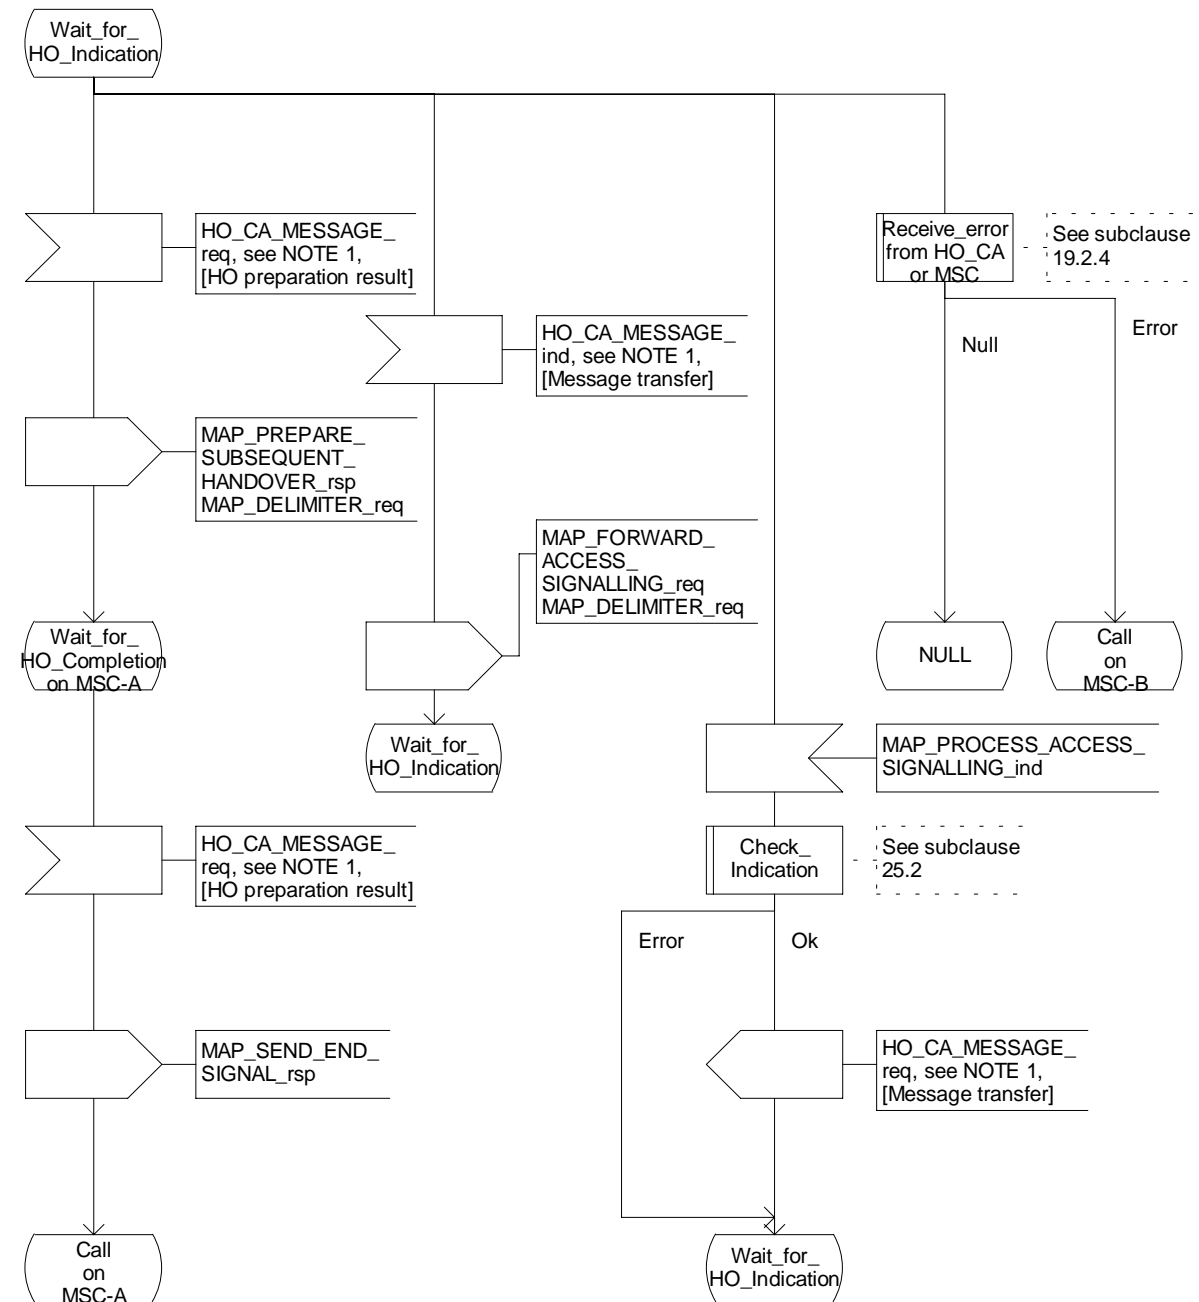 Wait_for_
HO_Indication
HO_CA_MESSAGE_
req, see NOTE 1,
[HO preparation result]
Receive_error
from HO_CA
or MSC
See subclause
19.2.4
HO_CA_MESSAGE_
ind, see NOTE 1,
[Message transfer]
Null
Error
MAP_PREPARE_
SUBSEQUENT_
HANDOVER_rsp
MAP_DELIMITER_req
MAP_FORWARD_
ACCESS_
SIGNALLING_req
MAP_DELIMITER_req
Wait_for_
HO_Completion
on MSC-A
NULL
Call
on
MSC-B
Wait_for_
HO_Indication
MAP_PROCESS_ACCESS_
SIGNALLING_ind
HO_CA_MESSAGE_
req, see NOTE 1,
[HO preparation result]
Check_
Indication
See subclause
25.2
Error
Ok
MAP_SEND_END_
SIGNAL_rsp
HO_CA_MESSAGE_
req, see NOTE 1,
[Message transfer]
Call
on
MSC-A
Wait_for_
HO_Indication